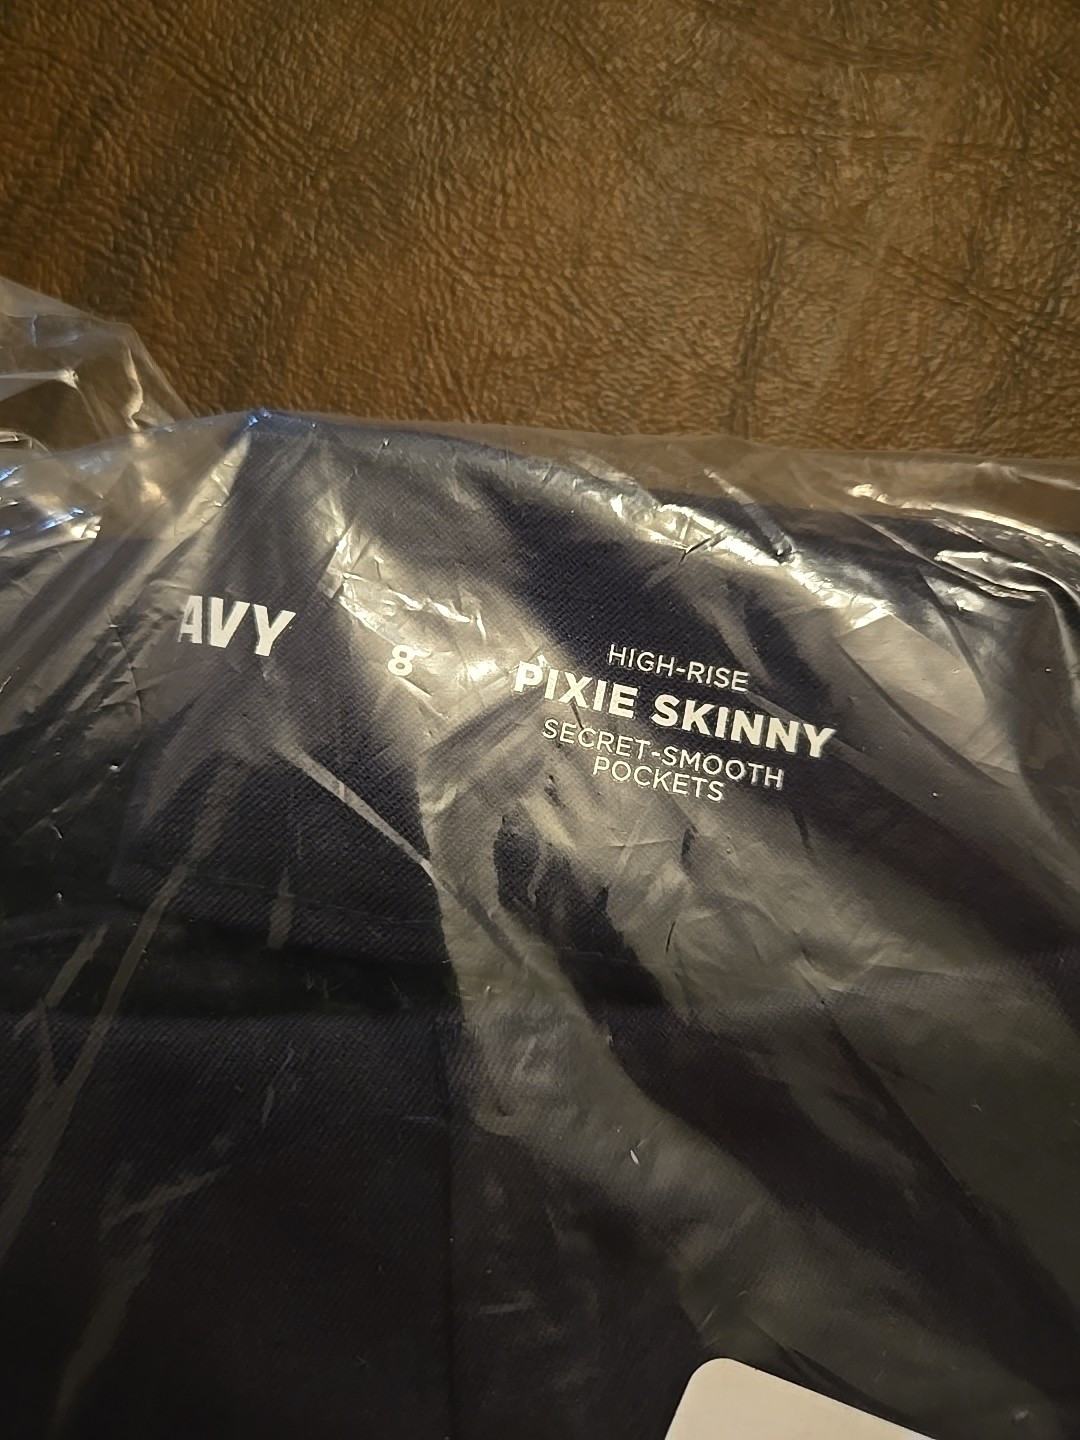 AVY
8
HIGH-RISE
PIXIE SKINNY
SECRET-SMOOTH
POCKETS